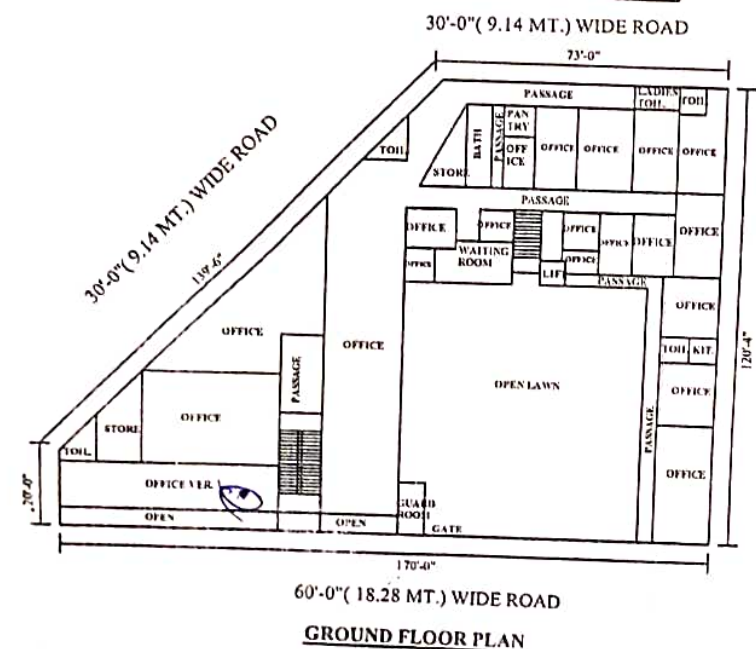 30'-0"( 9.14 MT.) WIDE ROAD
73'-0"
PASSAGE
LADIES
TOIL.
TOIL.
30'-0"( 9.14 MT.) WIDE ROAD
139'-6"
TOIL.
STORE
BATH
PASSAGE
PAN
TRY
OFF
ICE
OFFICE
OFFICE
OFFICE
OFFICE
PASSAGE
OFFICE
OFFICE
OFFICE
OFFICE
OFFICE
OFFICE
WAITING
ROOM
OFFICE
OFFICE
LIFT
PASSAGE
OFFICE
OFFICE
OFFICE
PASSAGE
OPEN LAWN
TOIL.
KIT.
120'-4"
OFFICE
STORE
OFFICE
TOIL.
PASSAGE
OFFICE
20'-0"
OFFICE VER.
OPEN
OPEN
GUARD
ROOM
GATE
170'-0"
60'-0"( 18.28 MT.) WIDE ROAD
GROUND FLOOR PLAN